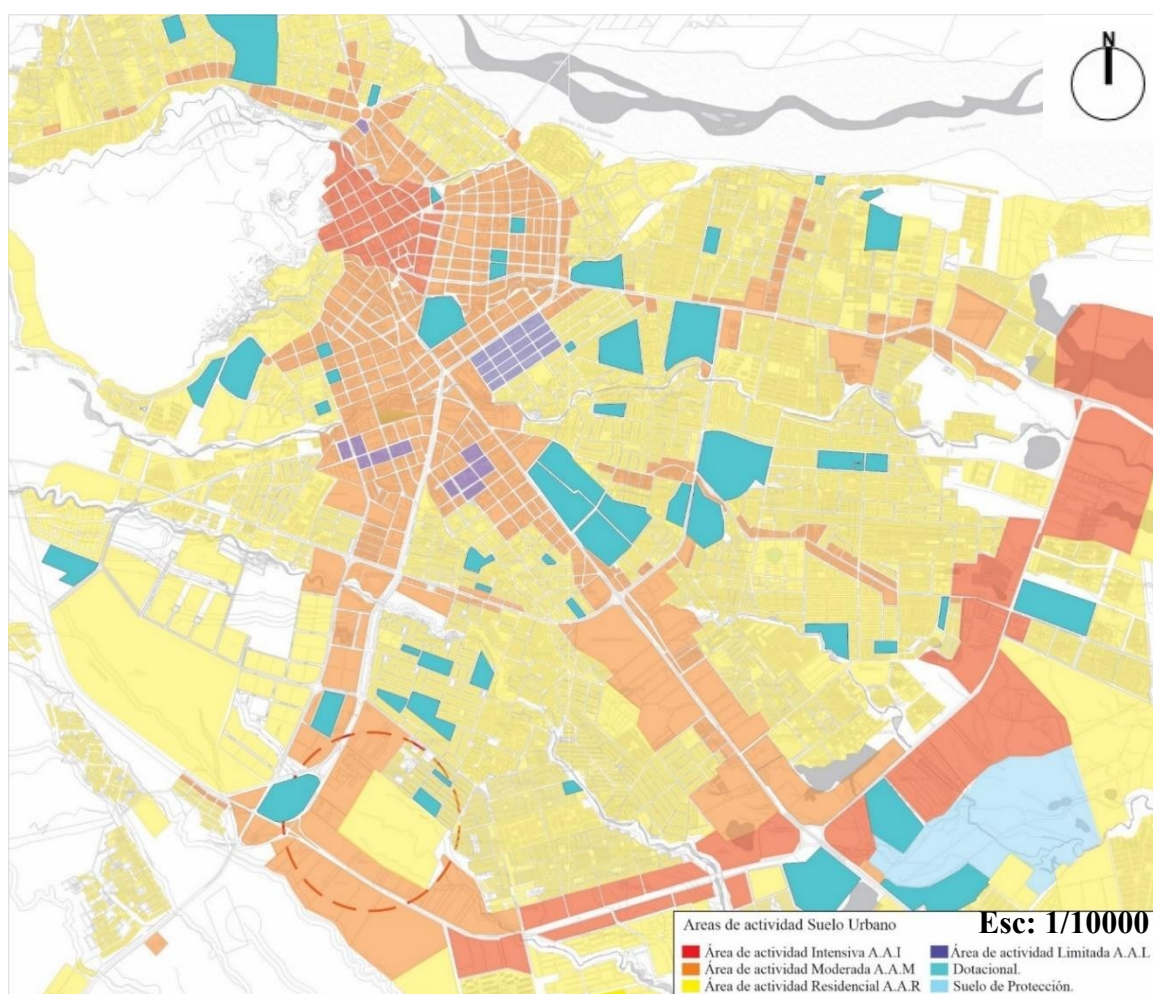 N
Areas de actividad Suelo Urbano
Esc: 1/10000
Área de actividad Intensiva A.A.I
Área de actividad Moderada A.A.M
Área de actividad Residencial A.A.R
Área de actividad Limitada A.A.L
Dotacional.
Suelo de Protección.